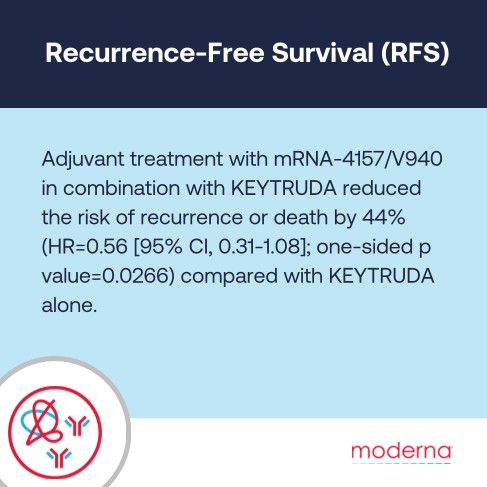 Recurrence-Free Survival (RFS)
Adjuvant treatment with mRNA-4157/V940
in combination with KEYTRUDA reduced
the risk of recurrence or death by 44%
(HR=0.56 [95% CI, 0.31-1.08]; one-sided p
value=0.0266) compared with KEYTRUDA
alone.
moderna